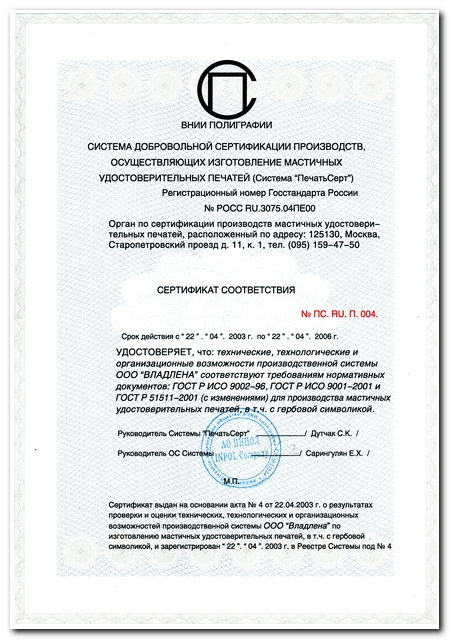 ВНИИ ПОЛИГРАФИИ
СИСТЕМА ДОБРОВОЛЬНОЙ СЕРТИФИКАЦИИ ПРОИЗВОДСТВ,
ОСУЩЕСТВЛЯЮЩИХ ИЗГОТОВЛЕНИЕ МАСТИЧНЫХ
УДОСТОВЕРИТЕЛЬНЫХ ПЕЧАТЕЙ (Система "ПечатьСерт")
Регистрационный номер Госстандарта России
№ РОСС RU.3075.04ПЕ00
Орган по сертификации производств мастичных удостовери-
тельных печатей, расположенный по адресу: 125130, Москва,
Старопетровский проезд д. 11, к. 1, тел. (095) 159-47-50
СЕРТИФИКАТ СООТВЕТСТВИЯ
№ ПС. RU. П. 004.
Срок действия с " 22 " . " 04 ". 2003 г. по " 22 " . " 04 ". 2006 г.
УДОСТОВЕРЯЕТ, что: технические, технологические и
организационные возможности производственной системы
ООО "ВЛАДЛЕНА" соответствуют требованиям нормативных
документов: ГОСТ Р ИСО 9002-96, ГОСТ Р ИСО 9001-2001 и
ГОСТ Р 51511-2001 (с изменениями) для производства мастичных
удостоверительных печатей, в т.ч. с гербовой символикой.
Руководитель Системы "ПечатьСерт" / Дутчак С.К. /
АО ИНПОЛ
INPOL Company
Руководитель ОС Системы / Сарингулян Е.Х. /
М.П.
Сертификат выдан на основании акта № 4 от 22.04.2003 г. о результатах
проверки и оценки технических, технологических и организационных
возможностей производственной системы ООО "Владлена" по
изготовлению мастичных удостоверительных печатей, в т.ч. с гербовой
символикой, и зарегистрирован " 22 ". " 04 ". 2003 г. в Реестре Системы под № 4